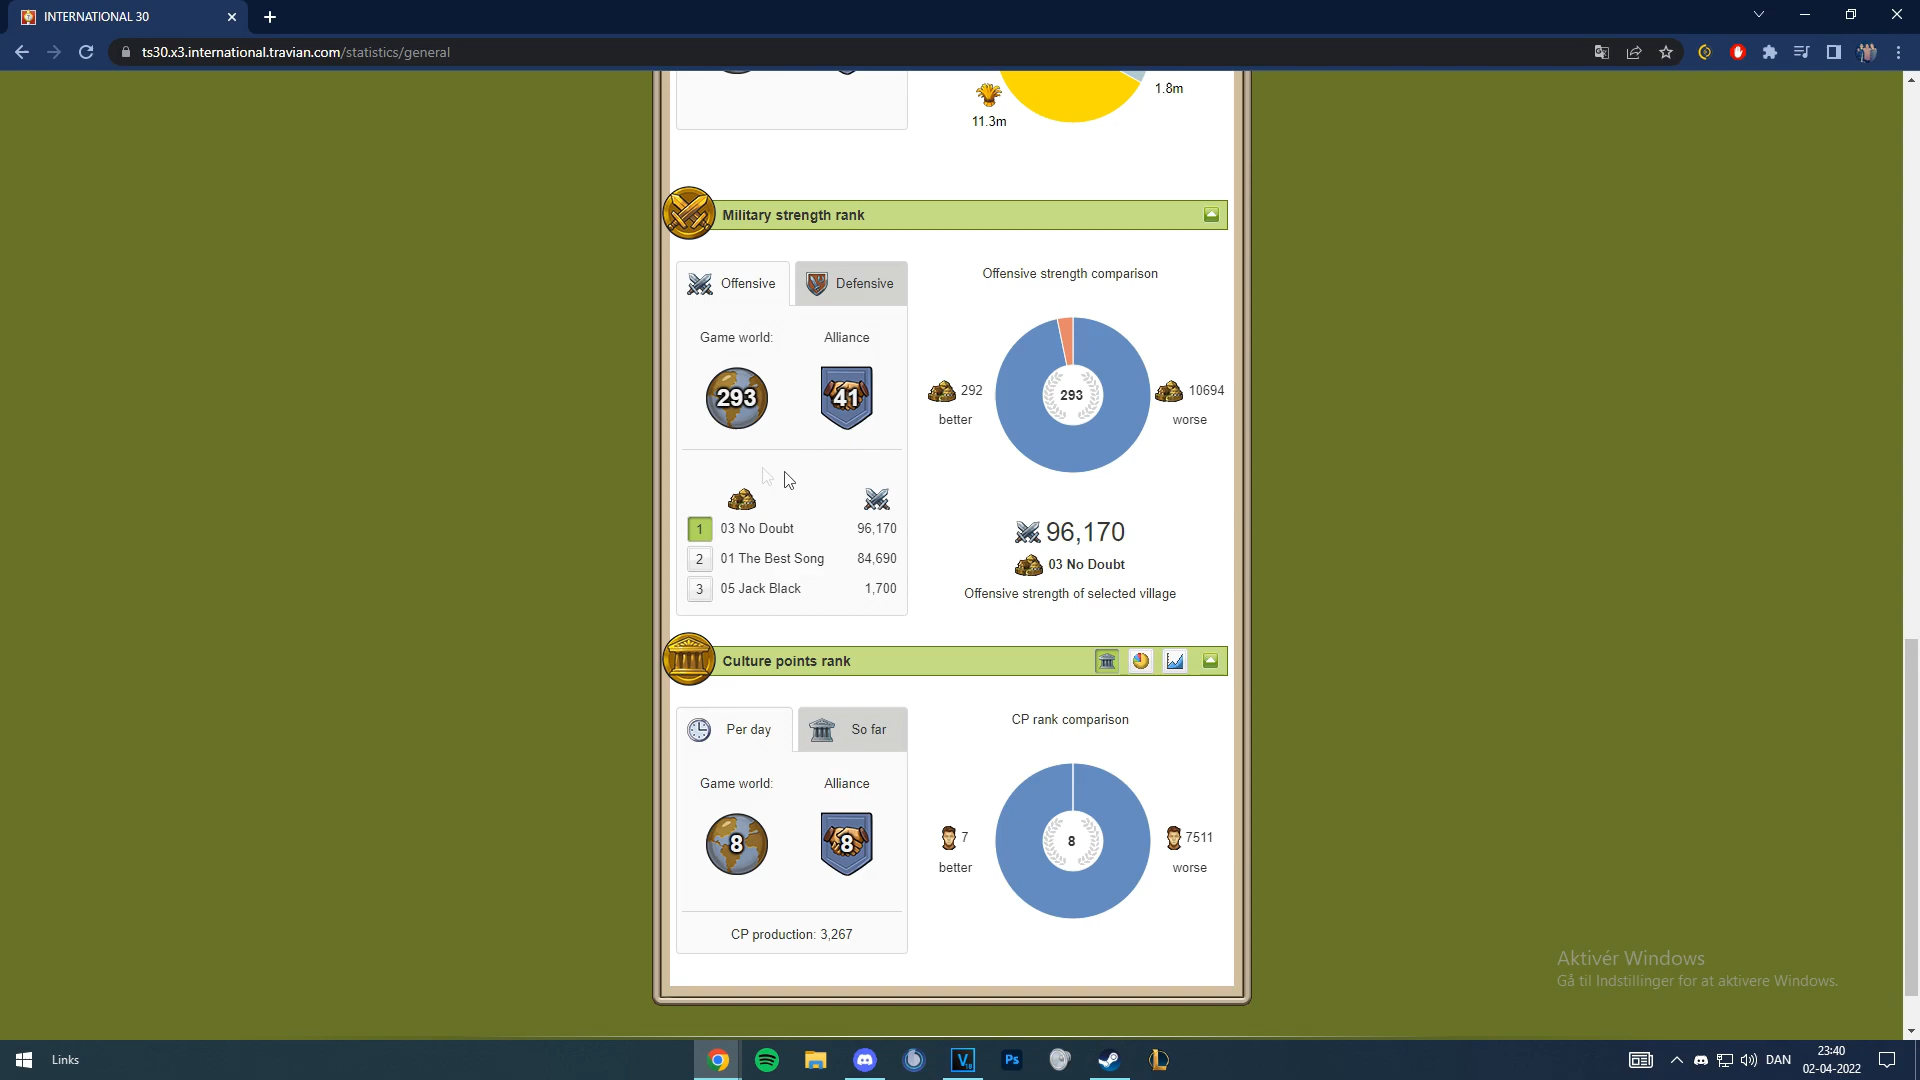 INTERNATIONAL 30
ts30.x3.international.travian.com/statistics/general
1.8m
11.3m
Military strength rank
Offensive
Defensive
Offensive strength comparison
Game world:
Alliance
293
41
292
better
293
10694
worse
1 03 No Doubt 96,170
2 01 The Best Song 84,690
3 05 Jack Black 1,700
96,170
03 No Doubt
Offensive strength of selected village
Culture points rank
Per day
So far
CP rank comparison
Game world:
Alliance
8
8
7
better
8
7511
worse
CP production: 3,267
Aktivér Windows
Gå til Indstillinger for at aktivere Windows.
Links
Ps
DAN
23:40
02-04-2022